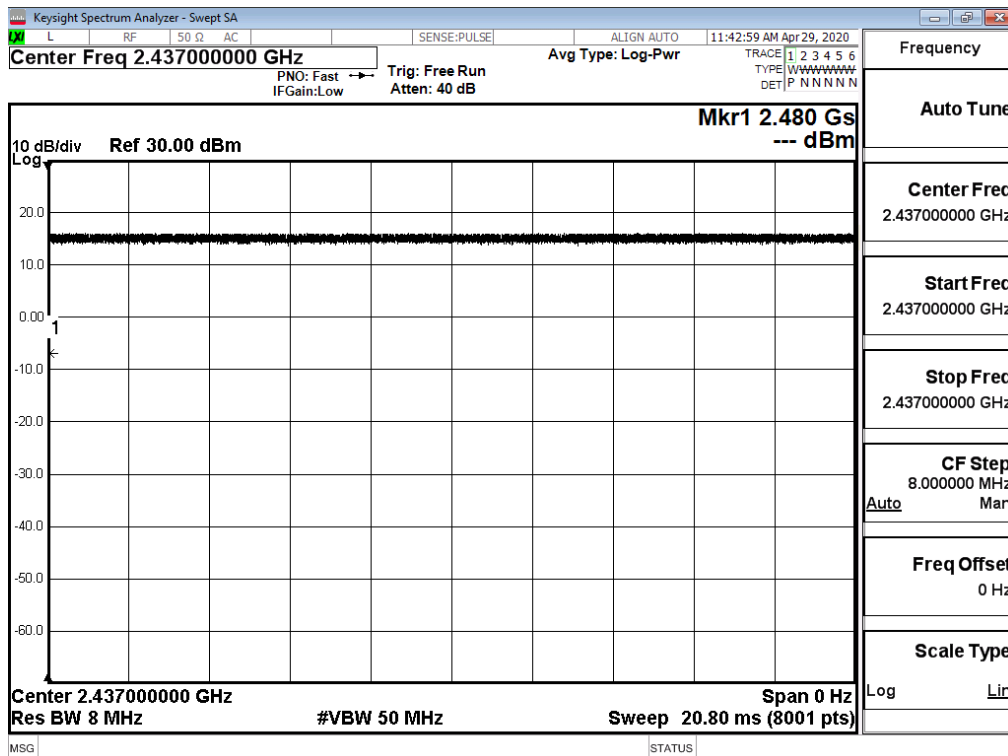 Keysight Spectrum Analyzer - Swept SA
LXI L RF 50 Ω AC SENSE:PULSE ALIGN AUTO 11:42:59 AM Apr 29, 2020
Center Freq 2.437000000 GHz
PNO: Fast
IFGain:Low
Trig: Free Run
Atten: 40 dB
Avg Type: Log-Pwr
TRACE 1 2 3 4 5 6
TYPE WWWWWW
DET P N N N N N
Mkr1 2.480 Gs
--- dBm
10 dB/div
Log
Ref 30.00 dBm
20.0
10.0
0.00
1
-10.0
-20.0
-30.0
-40.0
-50.0
-60.0
Center 2.437000000 GHz
Span 0 Hz
Res BW 8 MHz
#VBW 50 MHz
Sweep 20.80 ms (8001 pts)
MSG
STATUS
Frequency
Auto Tune
Center Freq
2.437000000 GHz
Start Freq
2.437000000 GHz
Stop Freq
2.437000000 GHz
CF Step
8.000000 MHz
Auto Man
Freq Offset
0 Hz
Scale Type
Log Lin